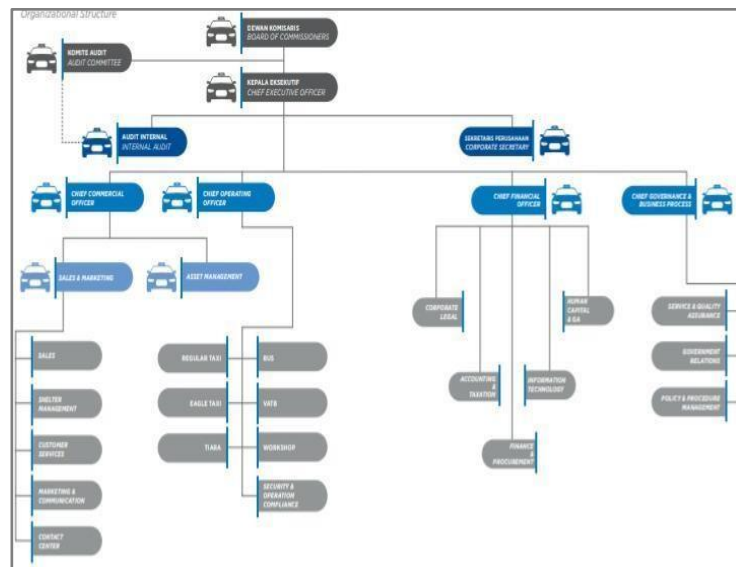 Organizational Structure
DEWAN KOMISARIS
BOARD OF COMMISSIONERS
KOMITE AUDIT
AUDIT COMMITTEE
KEPALA EKSEKUTIF
CHIEF EXECUTIVE OFFICER
AUDIT INTERNAL
INTERNAL AUDIT
SEKRETARIS PERUSAHAAN
CORPORATE SECRETARY
CHIEF COMMERCIAL
OFFICER
CHIEF OPERATING
OFFICER
CHIEF FINANCIAL
OFFICER
CHIEF GOVERNANCE &
BUSINESS PROCESS
SALES & MARKETING
ASSET MANAGEMENT
CORPORATE
LEGAL
HUMAN
CAPITAL
& GA
SERVICE & QUALITY
ASSURANCE
SALES
REGULAR TAXI
BUS
GOVERNMENT
RELATIONS
ACCOUNTING
&
TAXATION
INFORMATION
TECHNOLOGY
SHELTER
MANAGEMENT
EAGLE TAXI
VATB
POLICY & PROCEDURE
MANAGEMENT
CUSTOMER
SERVICES
TIARA
WORKSHOP
FINANCE
&
PROCUREMENT
MARKETING &
COMMUNICATION
SECURITY &
OPERATION
COMPLIANCE
CONTACT
CENTER